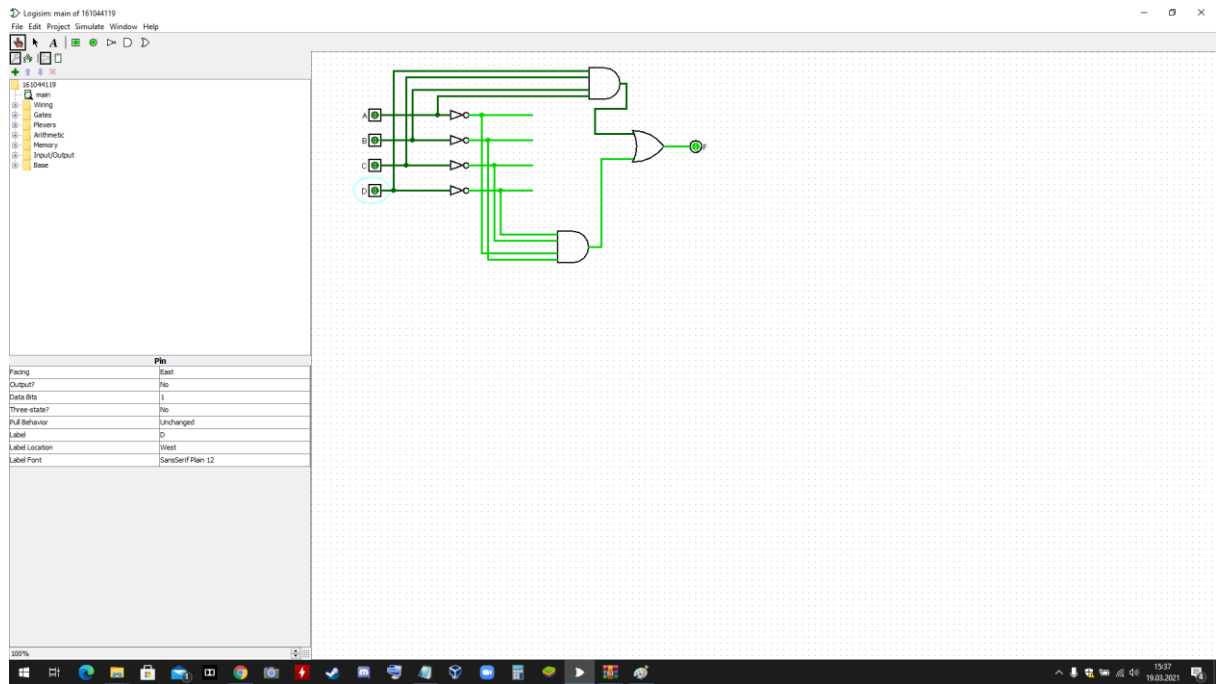 Logisim: main of 161044119
File Edit Project Simulate Window Help
A
161044119
main
Wiring
Gates
Plexers
Arithmetic
Memory
Input/Output
Base
A
B
C
D
F
Pin
Facing East
Output? No
Data Bits 1
Three-state? No
Pull Behavior Unchanged
Label D
Label Location West
Label Font SansSerif Plain 12
100%
15:37
19.03.2021